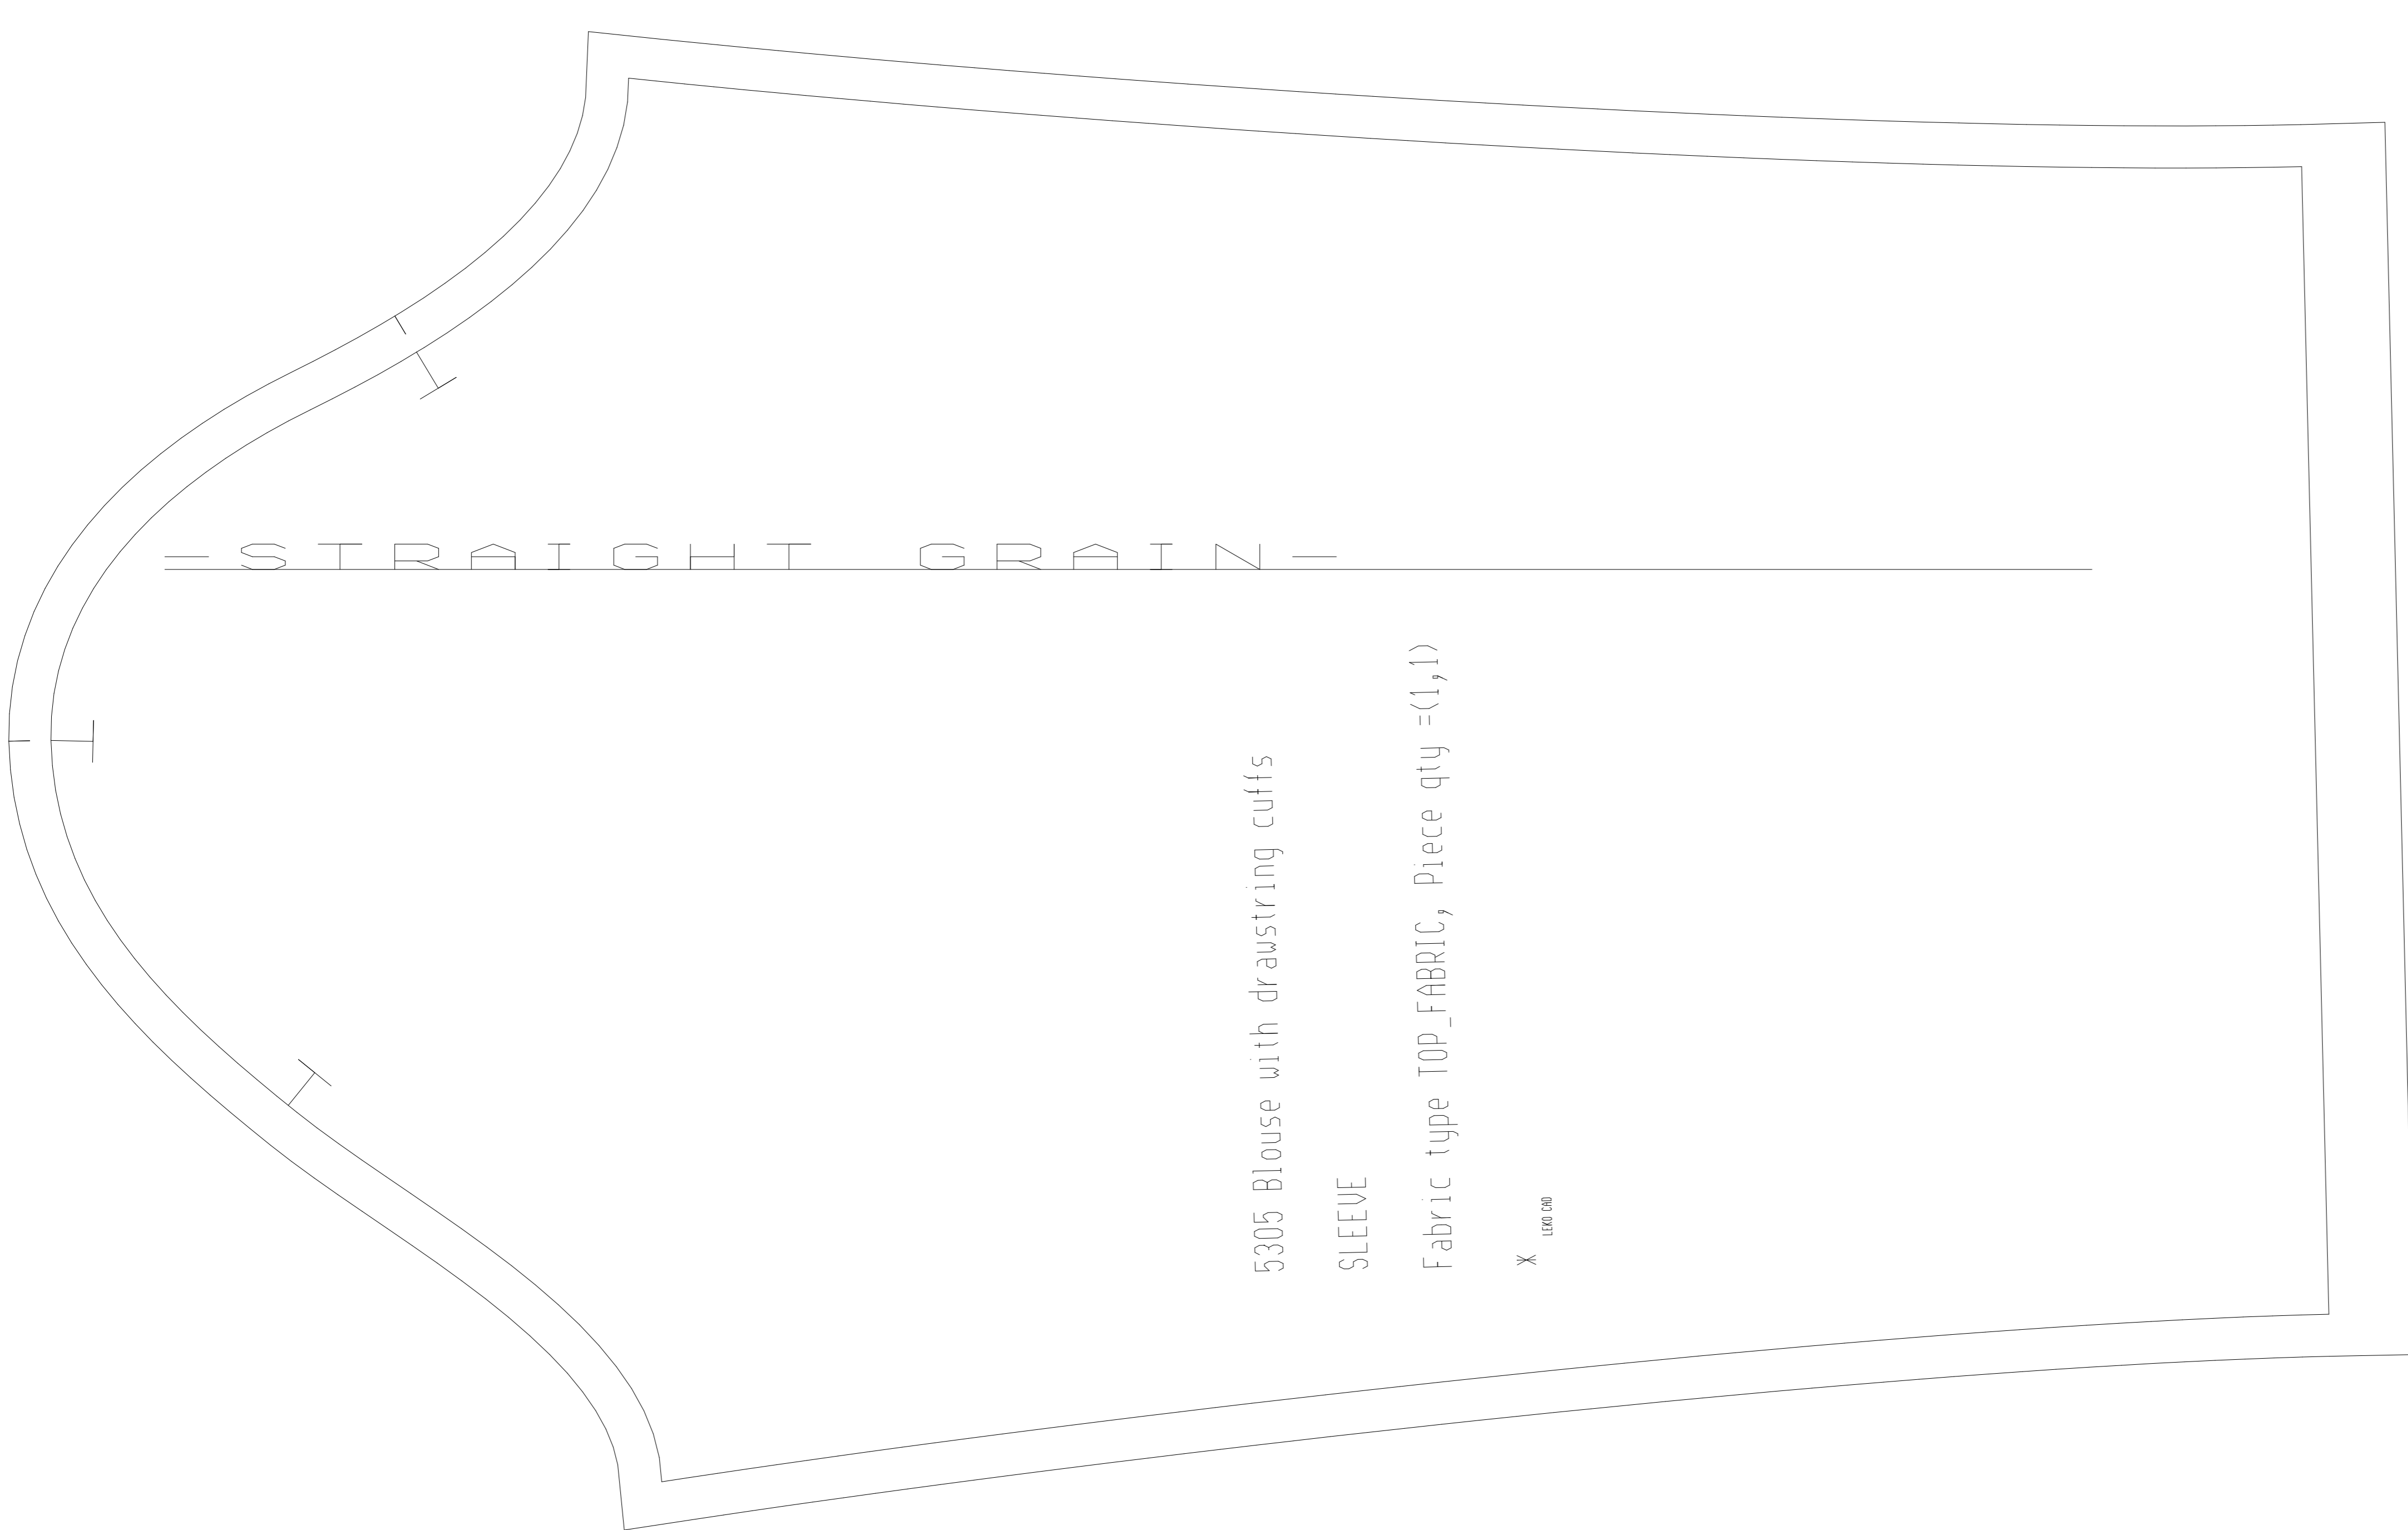 -STRAIGHT GRAIN-
5305 Blouse with drawstring cuffs
SLEEVE
Fabric type TOP_FABRIC, Piece qty =(1,1)
*
LEKO CAD